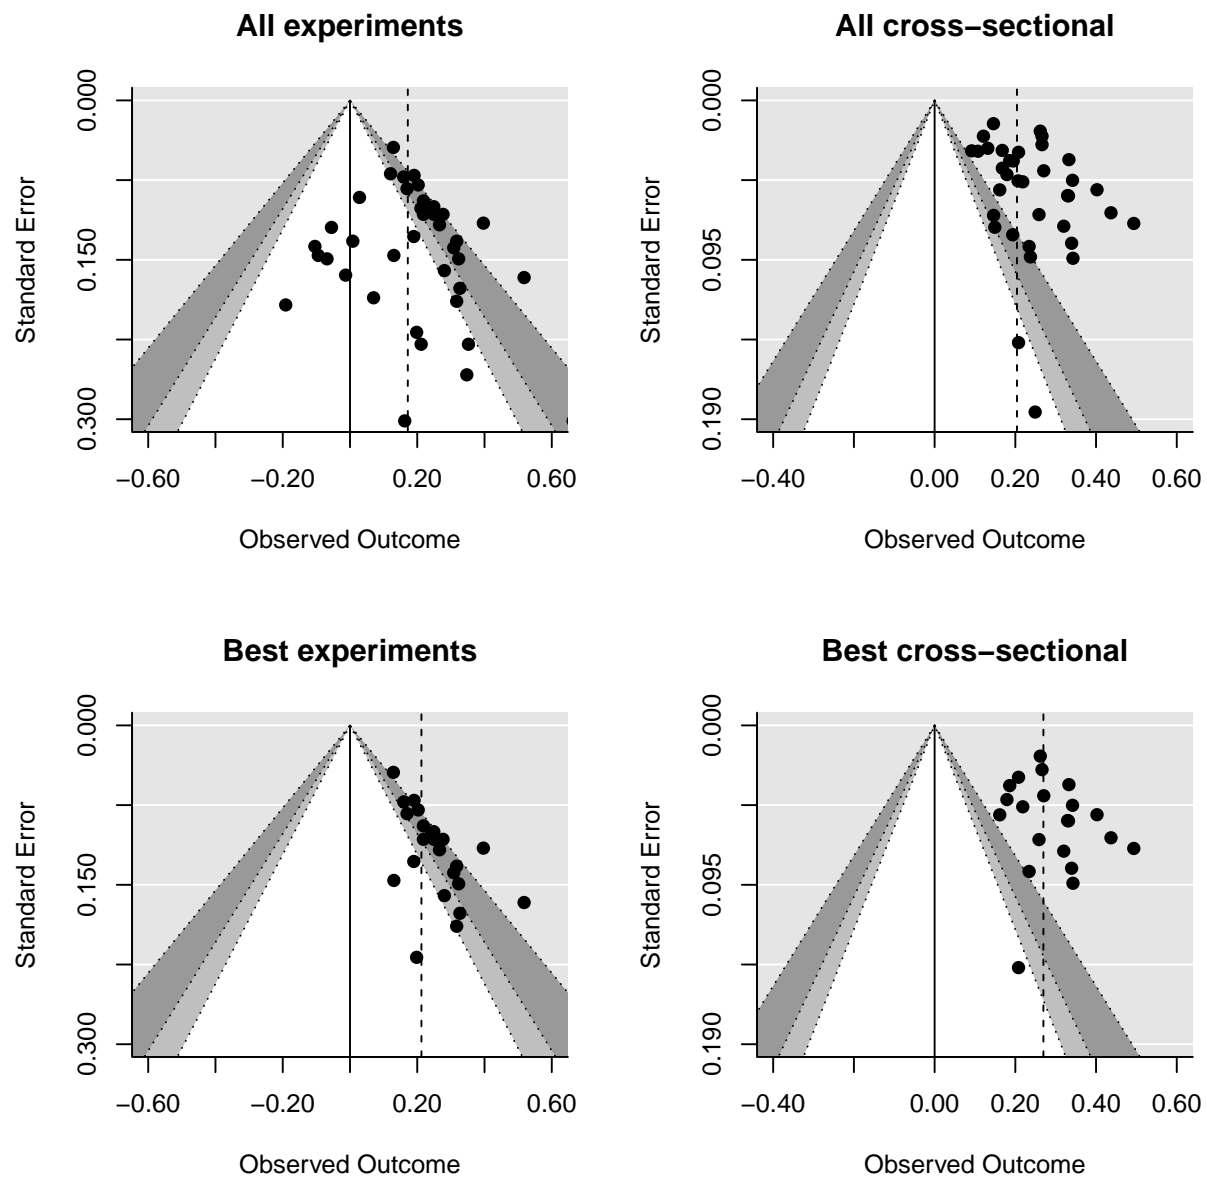 All experiments
0.000
0.150
0.300
Standard Error
−0.60
−0.20
0.20
0.60
Observed Outcome
All cross−sectional
0.000
0.095
0.190
Standard Error
−0.40
0.00
0.20
0.40
0.60
Observed Outcome
Best experiments
0.000
0.150
0.300
Standard Error
−0.60
−0.20
0.20
0.60
Observed Outcome
Best cross−sectional
0.000
0.095
0.190
Standard Error
−0.40
0.00
0.20
0.40
0.60
Observed Outcome